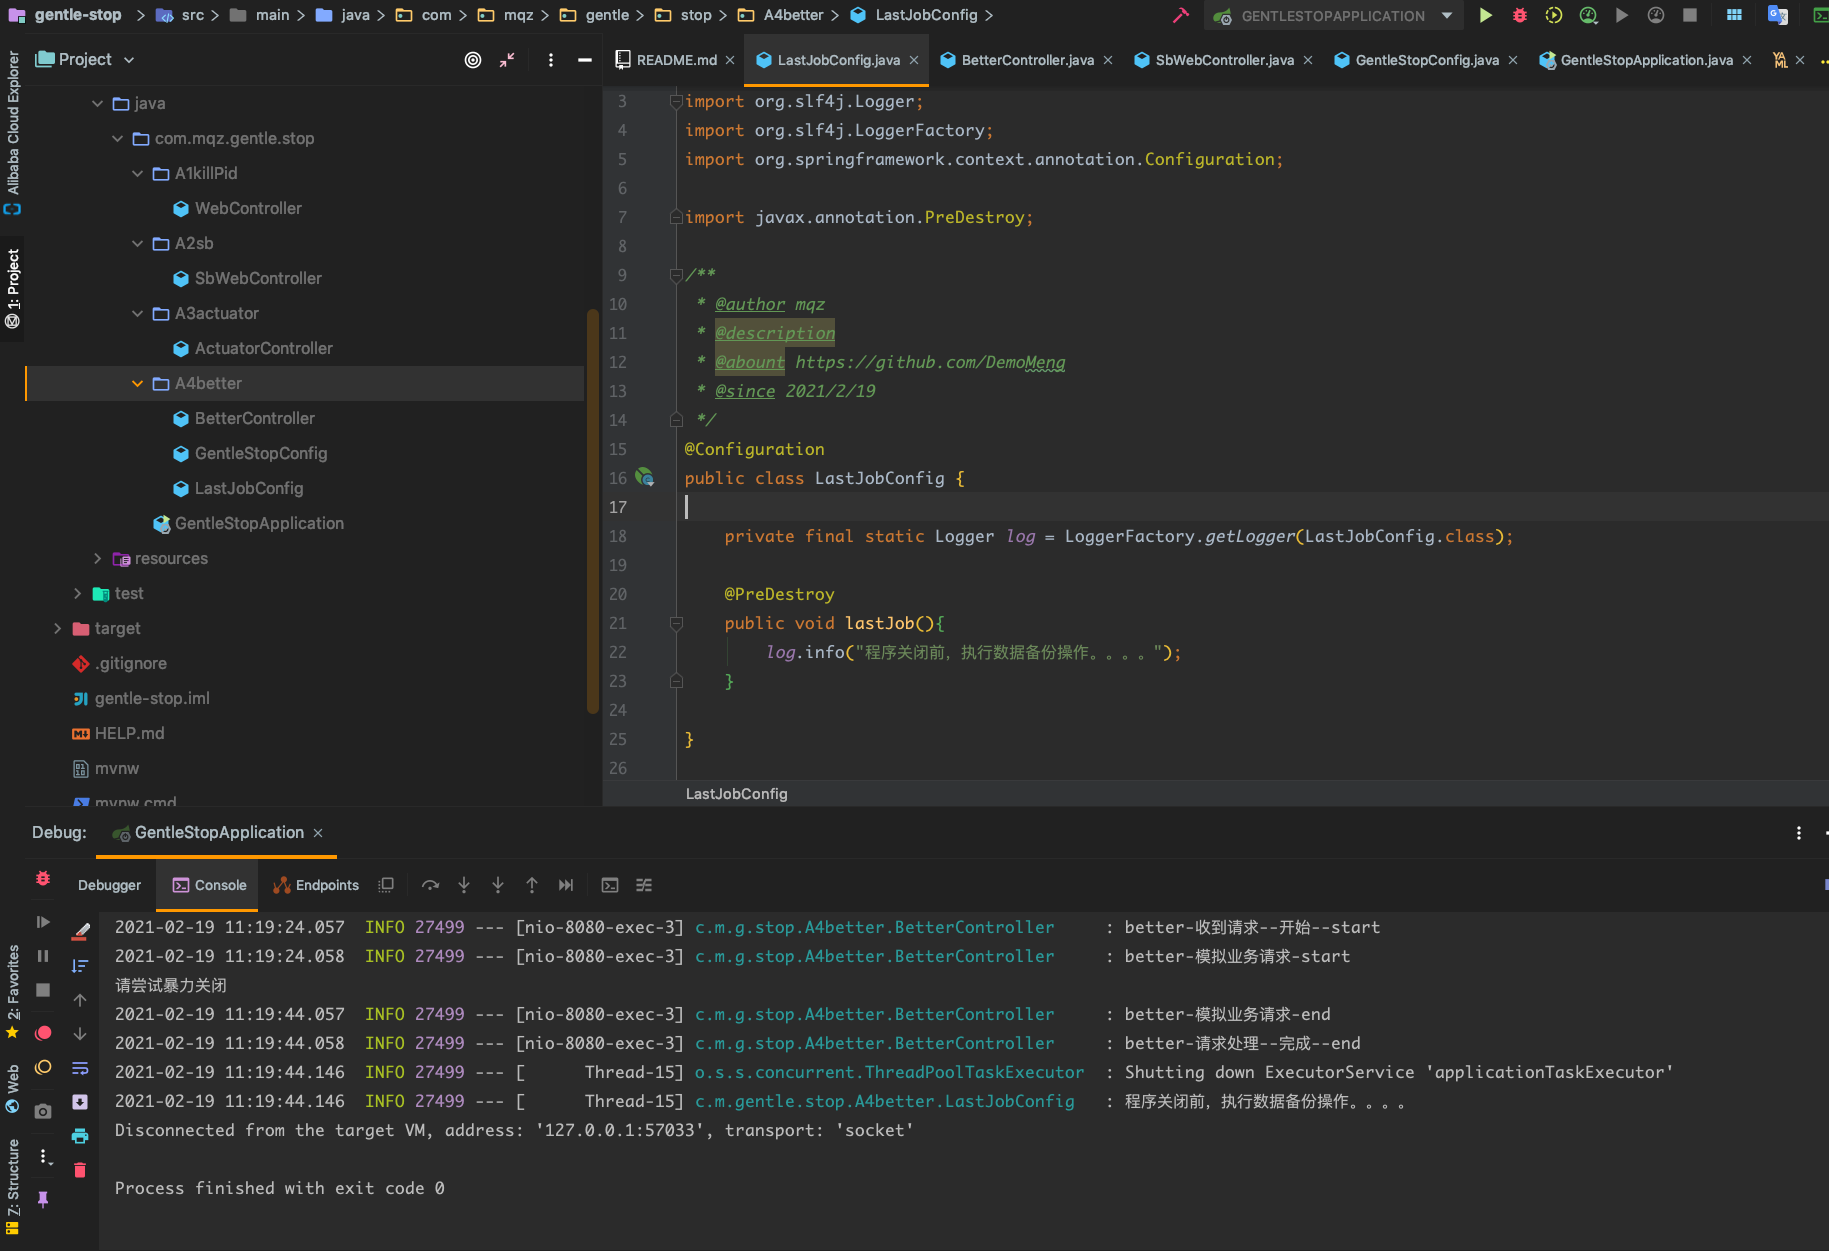 gentle-stop > src > main > java > com > mqz > gentle > stop > A4better > LastJobConfig >
GENTLESTOPAPPLICATION
Project
README.md
LastJobConfig.java
BetterController.java
SbWebController.java
GentleStopConfig.java
GentleStopApplication.java
YAML
Alibaba Cloud Explorer
1: Project
java
com.mqz.gentle.stop
A1killPid
WebController
A2sb
SbWebController
A3actuator
ActuatorController
A4better
BetterController
GentleStopConfig
LastJobConfig
GentleStopApplication
resources
test
target
.gitignore
gentle-stop.iml
HELP.md
mvnw
mvnw.cmd
3 import org.slf4j.Logger;
4 import org.slf4j.LoggerFactory;
5 import org.springframework.context.annotation.Configuration;
6
7 import javax.annotation.PreDestroy;
8
9 /**
10 * @author mqz
11 * @description
12 * @abount https://github.com/DemoMeng
13 * @since 2021/2/19
14 */
15 @Configuration
16 public class LastJobConfig {
17
18 private final static Logger log = LoggerFactory.getLogger(LastJobConfig.class);
19
20 @PreDestroy
21 public void lastJob(){
22 log.info("程序关闭前，执行数据备份操作。。。。");
23 }
24
25 }
26
LastJobConfig
Debug: GentleStopApplication
Debugger Console Endpoints
2: Favorites
Web
7: Structure
2021-02-19 11:19:24.057 INFO 27499 --- [nio-8080-exec-3] c.m.g.stop.A4better.BetterController : better-收到请求--开始--start
2021-02-19 11:19:24.058 INFO 27499 --- [nio-8080-exec-3] c.m.g.stop.A4better.BetterController : better-模拟业务请求-start
请尝试暴力关闭
2021-02-19 11:19:44.057 INFO 27499 --- [nio-8080-exec-3] c.m.g.stop.A4better.BetterController : better-模拟业务请求-end
2021-02-19 11:19:44.058 INFO 27499 --- [nio-8080-exec-3] c.m.g.stop.A4better.BetterController : better-请求处理--完成--end
2021-02-19 11:19:44.146 INFO 27499 --- [ Thread-15] o.s.s.concurrent.ThreadPoolTaskExecutor : Shutting down ExecutorService 'applicationTaskExecutor'
2021-02-19 11:19:44.146 INFO 27499 --- [ Thread-15] c.m.gentle.stop.A4better.LastJobConfig : 程序关闭前，执行数据备份操作。。。。
Disconnected from the target VM, address: '127.0.0.1:57033', transport: 'socket'
Process finished with exit code 0